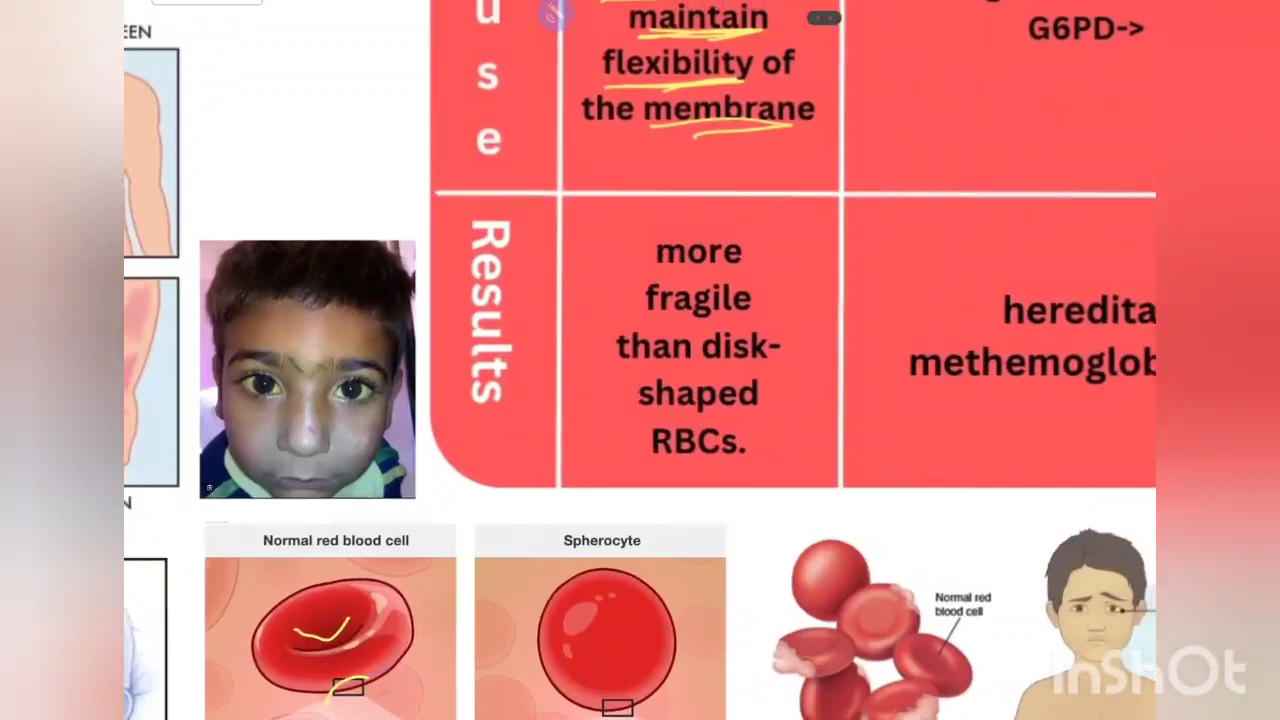 EEN
u
s
e
maintain
flexibility of
the membrane
G6PD->
Results
more
fragile
than disk-
shaped
RBCs.
heredita
methemoglob
N
Normal red blood cell
Spherocyte
Normal red
blood cell
InShOt